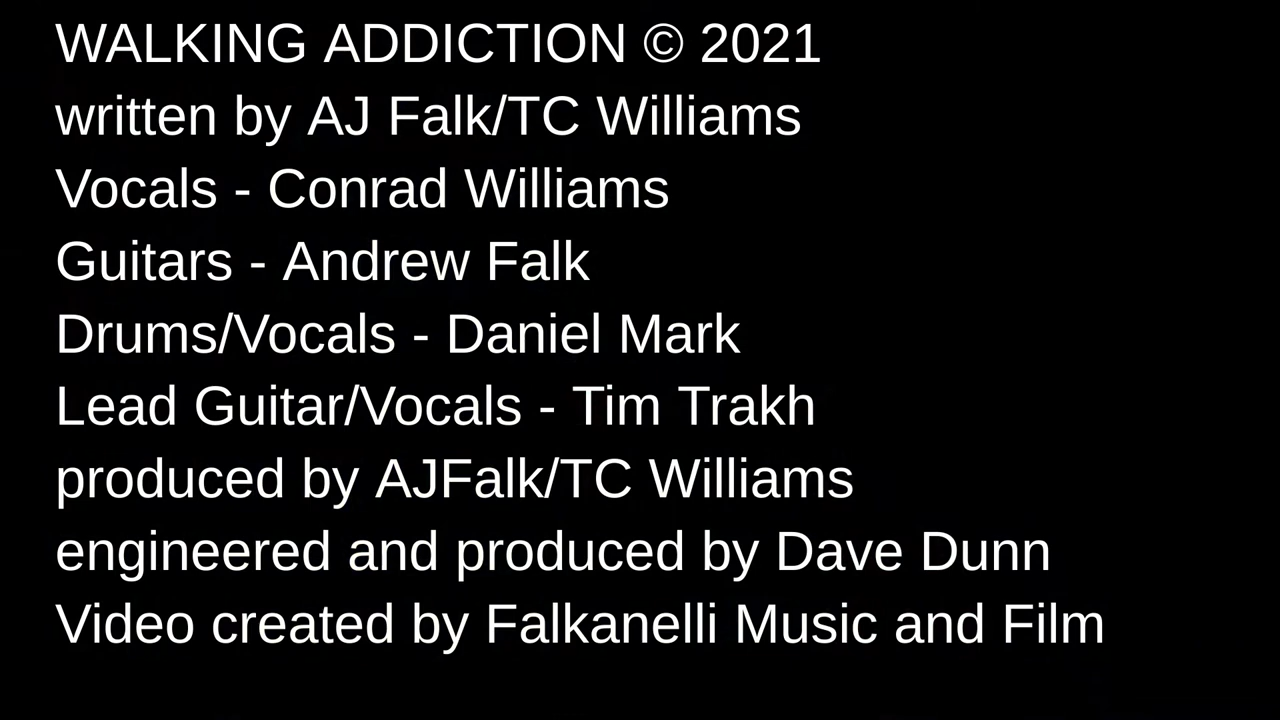 WALKING ADDICTION © 2021
written by AJ Falk/TC Williams
Vocals - Conrad Williams
Guitars - Andrew Falk
Drums/Vocals - Daniel Mark
Lead Guitar/Vocals - Tim Trakh
produced by AJFalk/TC Williams
engineered and produced by Dave Dunn
Video created by Falkanelli Music and Film